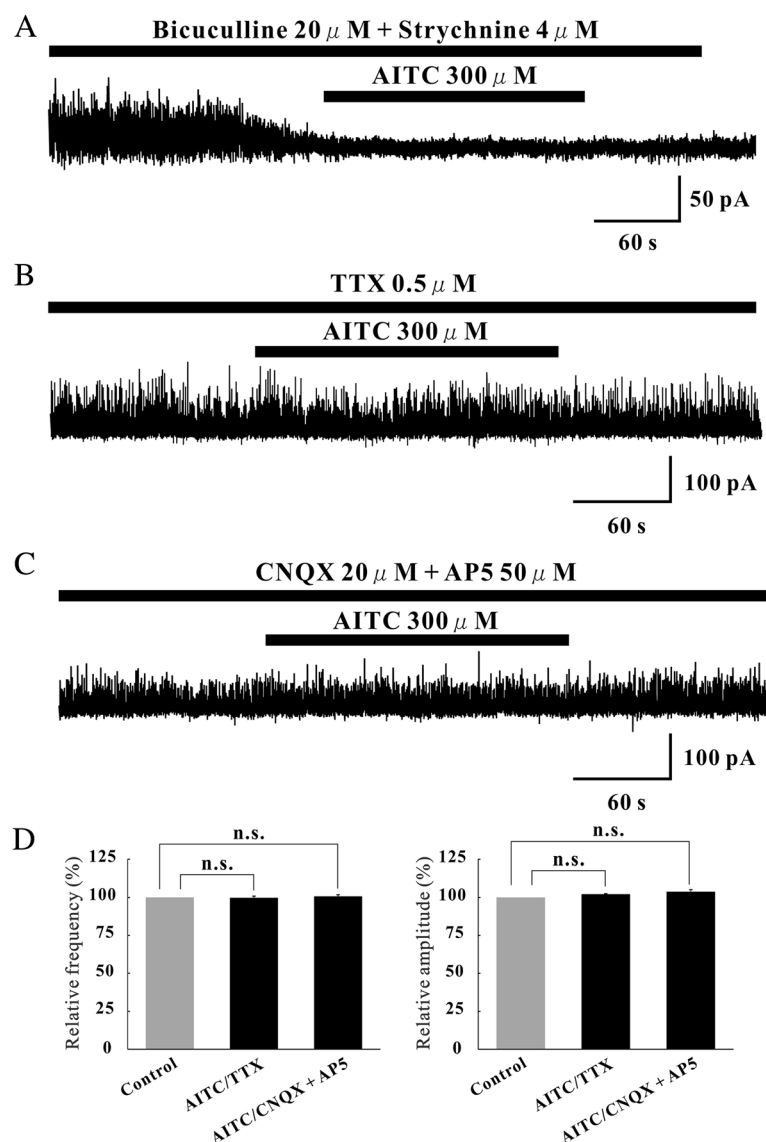 A
Bicuculline 20 μ M + Strychnine 4 μ M
AITC 300 μ M
50 pA
60 s
B
TTX 0.5 μ M
AITC 300 μ M
100 pA
60 s
C
CNQX 20 μ M + AP5 50 μ M
AITC 300 μ M
100 pA
60 s
D
n.s.
n.s.
125
100
75
50
25
0
Relative frequency (%)
Control
AITC/TTX
AITC/CNQX + AP5
n.s.
n.s.
125
100
75
50
25
0
Relative amplitude (%)
Control
AITC/TTX
AITC/CNQX + AP5